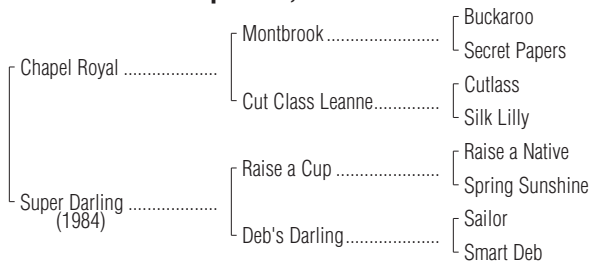 Buckaroo
Montbrook
Secret Papers
Chapel Royal
Cutlass
Cut Class Leanne
Silk Lilly
Raise a Native
Raise a Cup
Spring Sunshine
Super Darling
(1984)
Sailor
Deb's Darling
Smart Deb